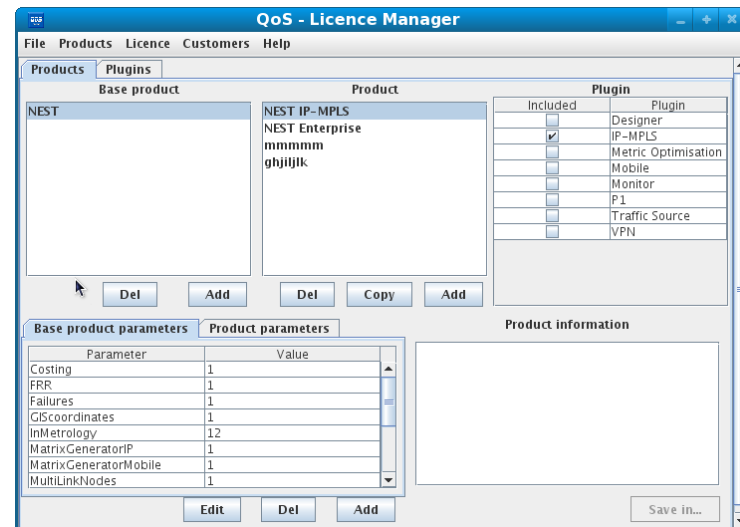 QoS - Licence Manager
File Products Licence Customers Help
Products Plugins
Base product Product Plugin
NEST
NEST IP-MPLS
NEST Enterprise
mmmmm
ghjiljlk
Included Plugin
Designer
IP-MPLS
Metric Optimisation
Mobile
Monitor
P1
Traffic Source
VPN
Del Add Del Copy Add
Base product parameters Product parameters
Product information
Parameter Value
Costing 1
FRR 1
Failures 1
GIScoordinates 1
InMetrology 12
MatrixGeneratorIP 1
MatrixGeneratorMobile 1
MultiLinkNodes 1
Edit Del Add
Save in...